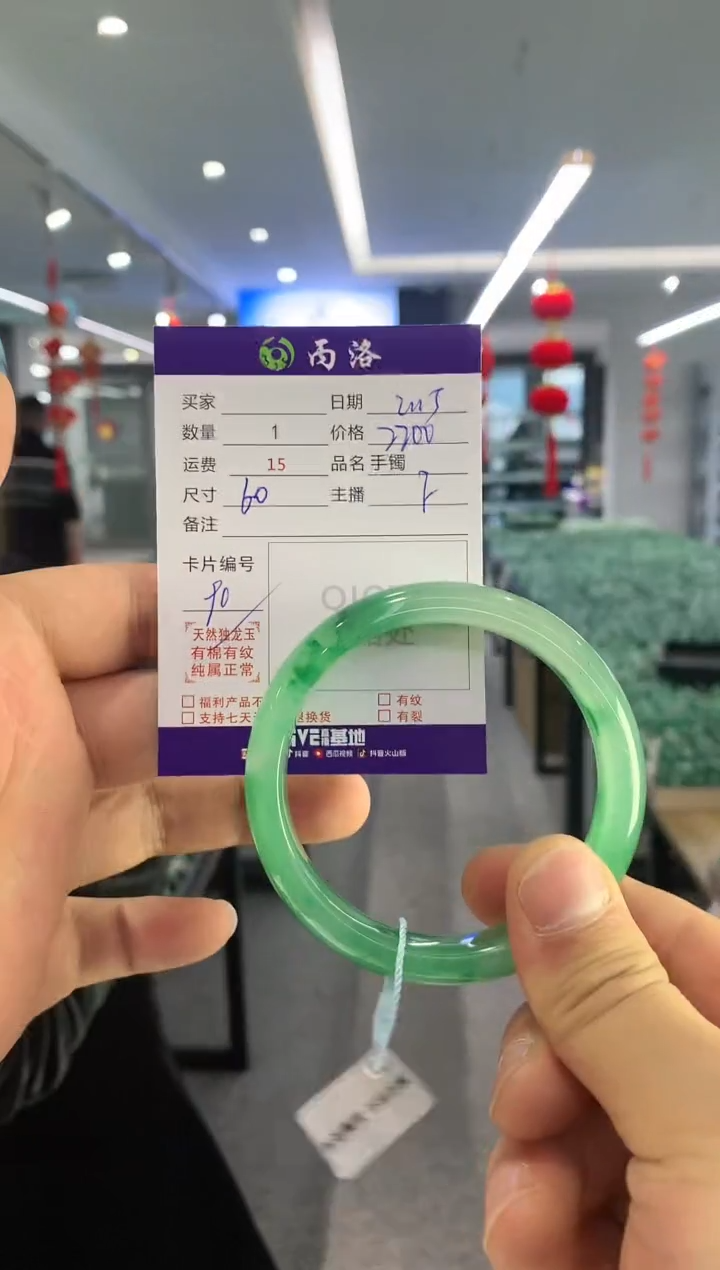 丙洛
买家 日期
数量 1 价格 2200
运费 15 品名 手镯
尺寸 60 主播
备注
卡片编号
90
天然独龙玉
有棉有纹
纯属正常
福利产品不 有纹
支持七天 退换货 有裂
基地
抖音 西瓜视频 抖音火山版